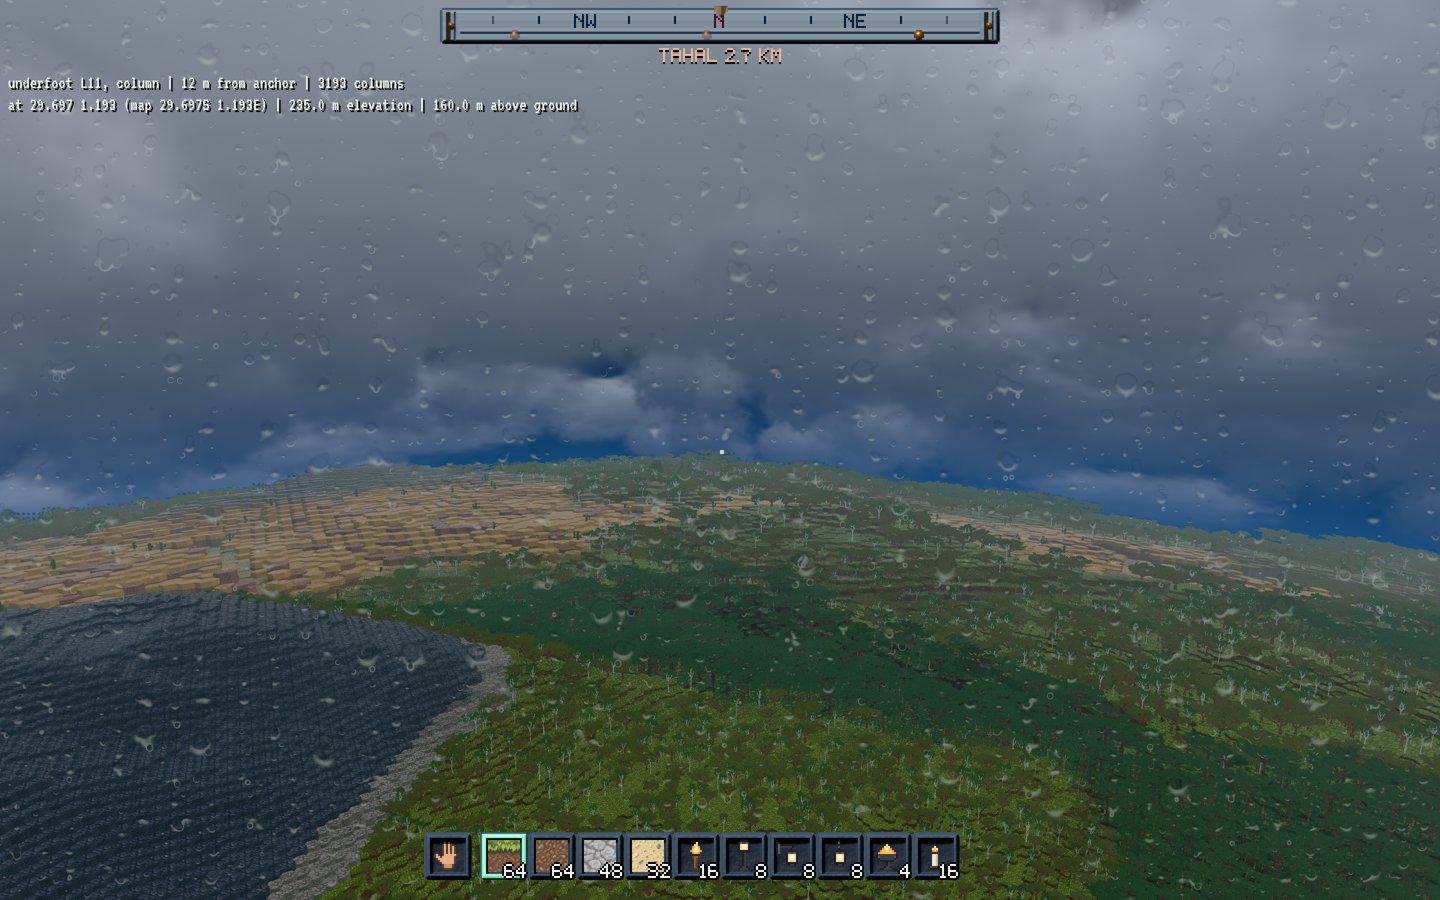 NW N NE
TAHAL 2.7 KM
underfoot L11, column | 12 m from anchor | 3193 columns
at 29.697 1.193 (map 29.697S 1.193E) | 235.0 m elevation | 160.0 m above ground
64 64 48 32 16 8 8 8 4 16